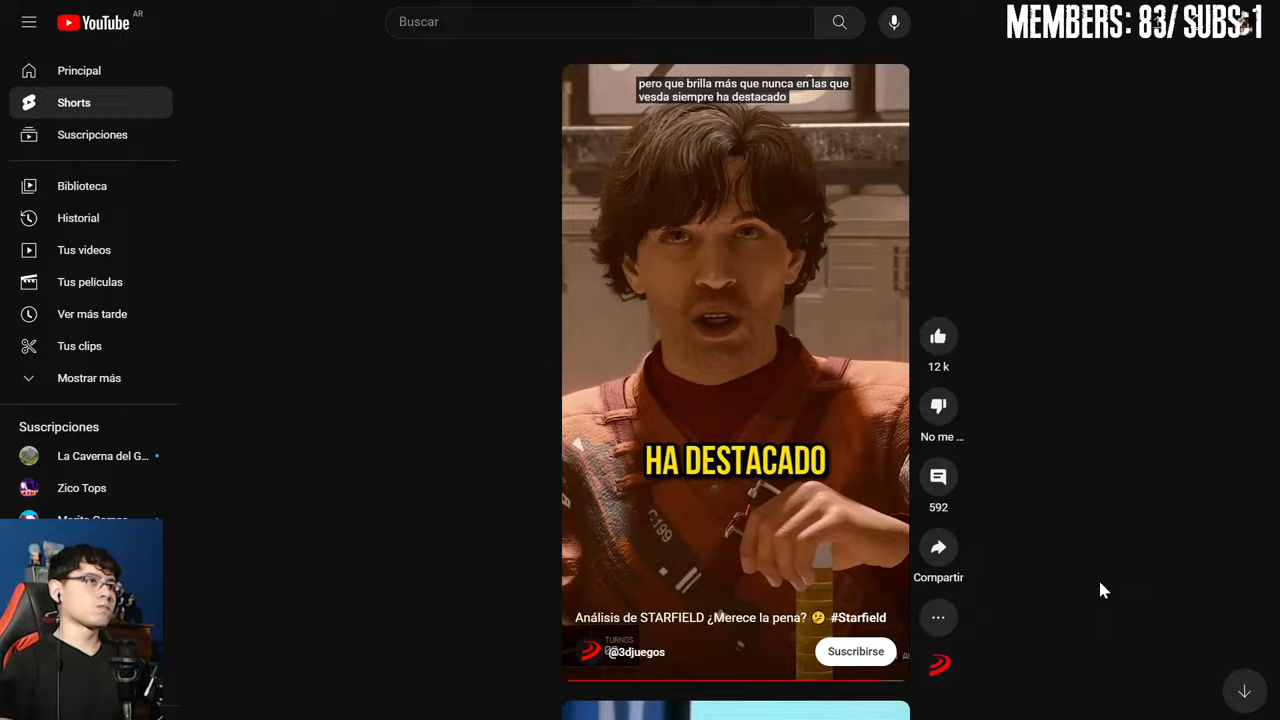 YouTube
AR
Buscar
MEMBERS: 83/ SUBS:1
Principal
Shorts
Suscripciones
Biblioteca
Historial
Tus videos
Tus películas
Ver más tarde
Tus clips
Mostrar más
Suscripciones
La Caverna del G...
Zico Tops
pero que brilla más que nunca en las que
vesda siempre ha destacado
HA DESTACADO
C:199
Análisis de STARFIELD ¿Merece la pena? 🤔 #Starfield
TURNOS
@3djuegos
Suscribirse
12 k
No me ...
592
Compartir